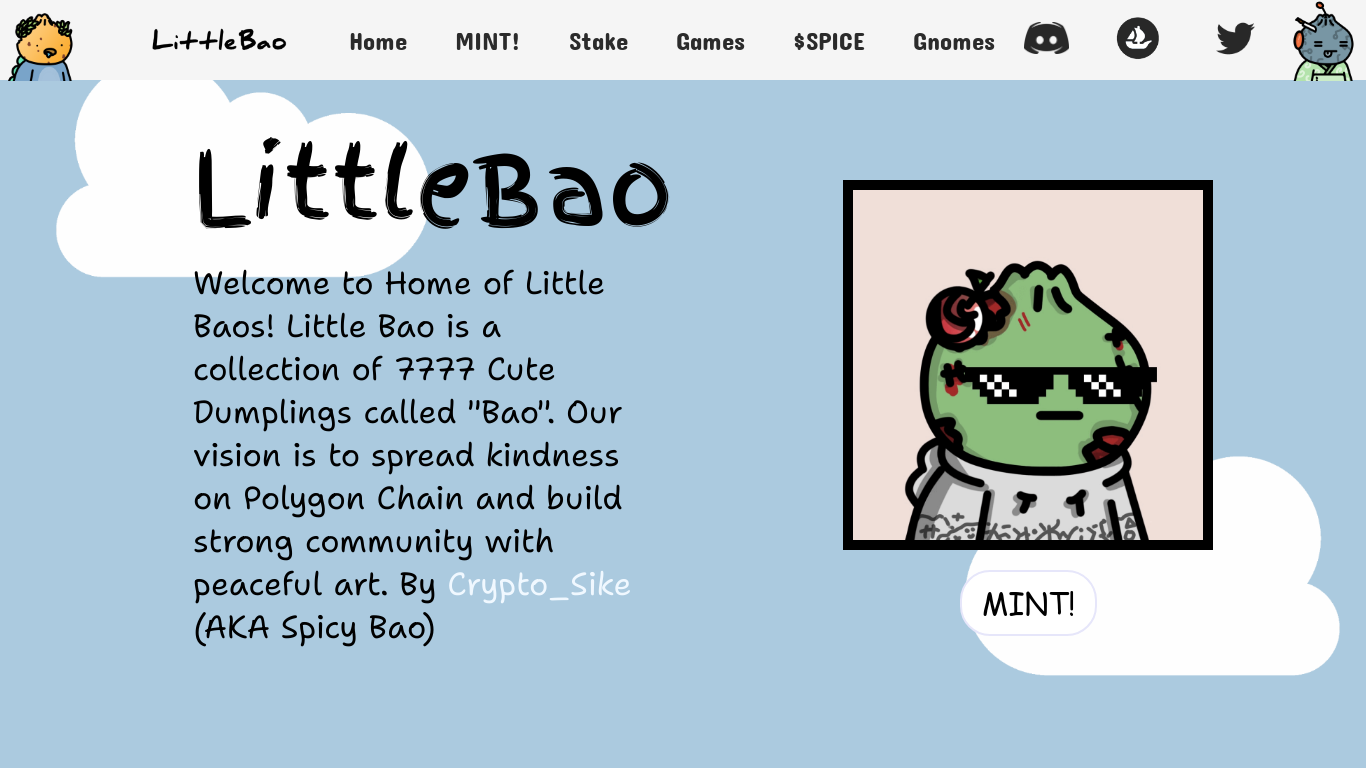 LittleBao Home MINT! Stake Games $SPICE Gnomes
LittleBao
Welcome to Home of Little
Baos! Little Bao is a
collection of 7777 Cute
Dumplings called "Bao". Our
vision is to spread kindness
on Polygon Chain and build
strong community with
peaceful art. By Crypto_Sike
(AKA Spicy Bao)
MINT!